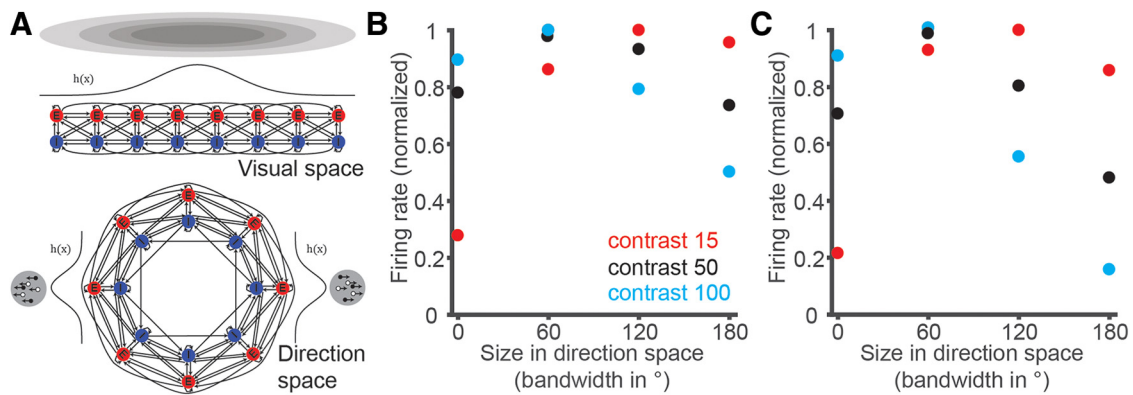 A
h(x)
E E E E E E E E
I I I I I I I I
Visual space
E
E E
I
I I
h(x)
h(x)
E I I E
I I
I
E E
E
Direction
space
B
Firing rate (normalized)
1
0.8
0.6
0.4
0.2
0
contrast 15
contrast 50
contrast 100
0 60 120 180
Size in direction space
(bandwidth in °)
C
Firing rate (normalized)
1
0.8
0.6
0.4
0.2
0
0 60 120 180
Size in direction space
(bandwidth in °)